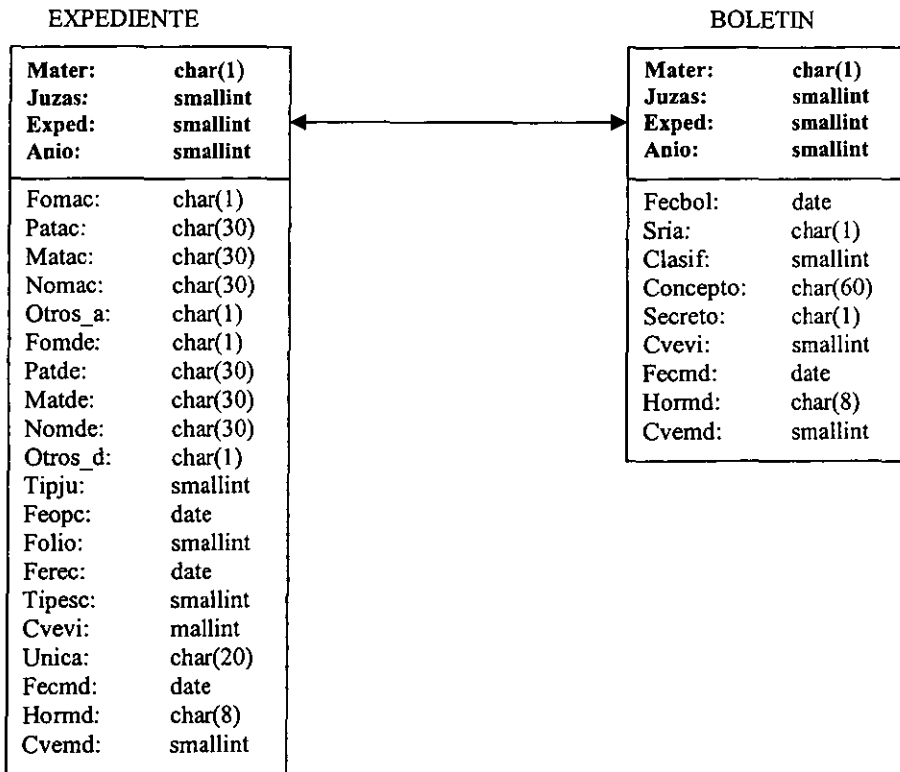 EXPEDIENTE
Mater: char(1)
Juzas: smallint
Exped: smallint
Anio: smallint
Fomac: char(1)
Patac: char(30)
Matac: char(30)
Nomac: char(30)
Otros_a: char(1)
Fomde: char(1)
Patde: char(30)
Matde: char(30)
Nomde: char(30)
Otros_d: char(1)
Tipju: smallint
Feopc: date
Folio: smallint
Ferec: date
Tipesc: smallint
Cvevi: mallint
Unica: char(20)
Fecmd: date
Hormd: char(8)
Cvemd: smallint
BOLETIN
Mater: char(1)
Juzas: smallint
Exped: smallint
Anio: smallint
Fecbol: date
Sria: char(1)
Clasif: smallint
Concepto: char(60)
Secreto: char(1)
Cvevi: smallint
Fecmd: date
Hormd: char(8)
Cvemd: smallint